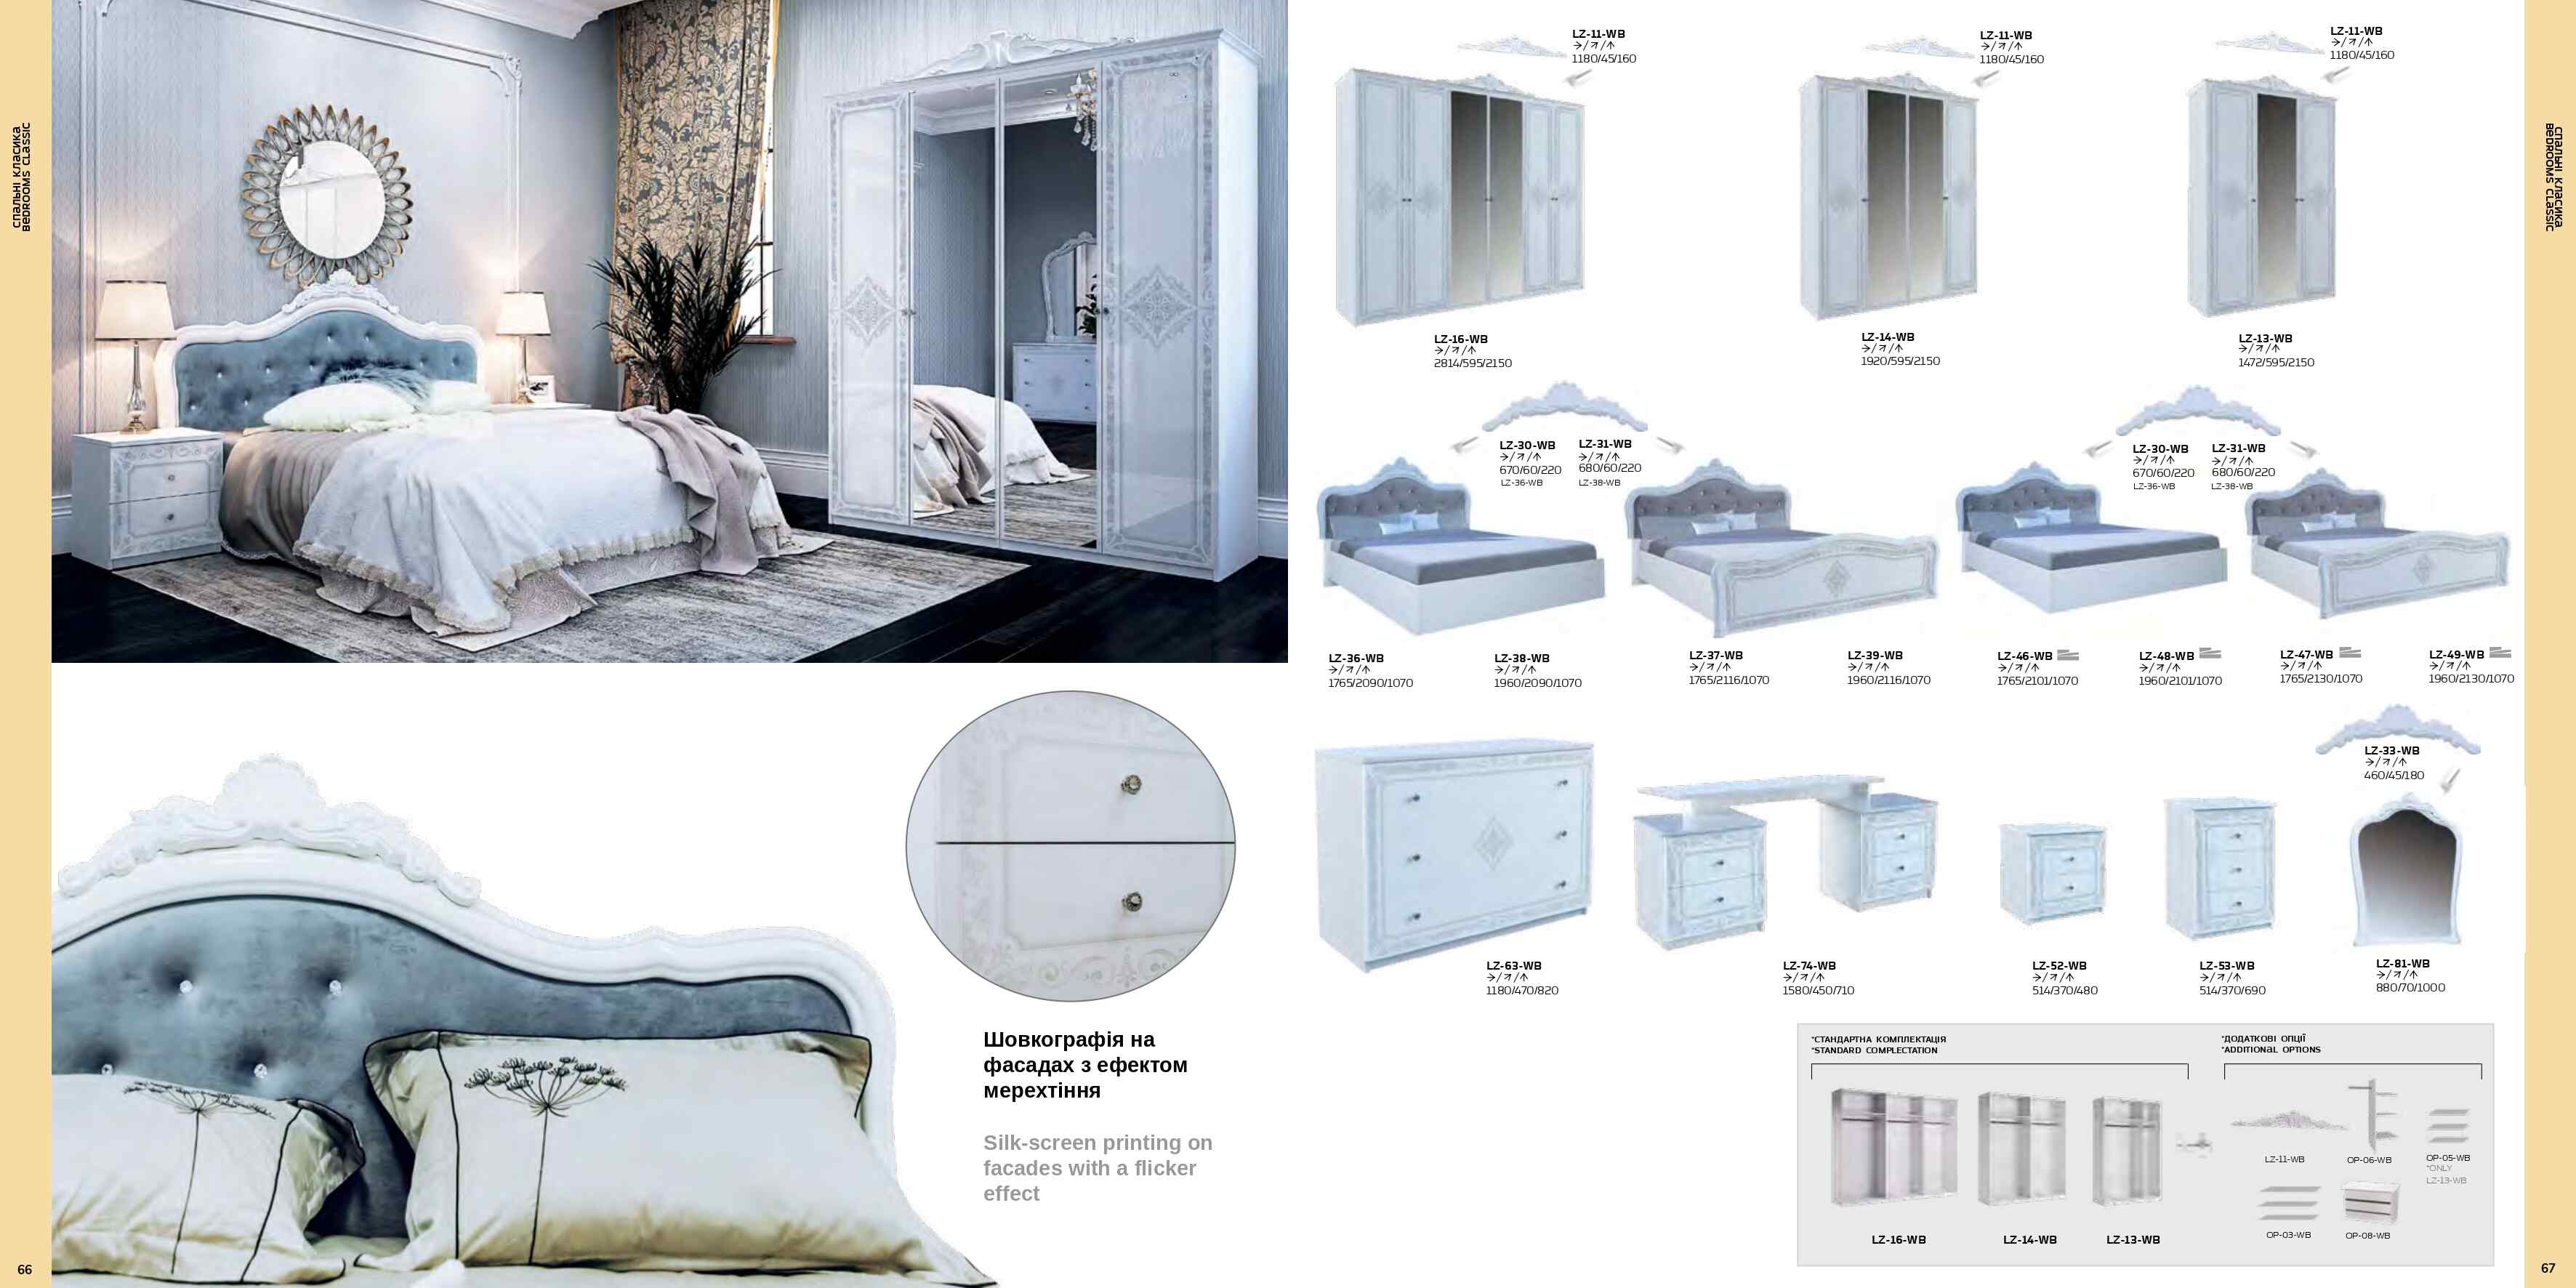 спальні класика
Bedrooms classic
66
Шовкографія на
фасадах з ефектом
мерехтіння
Silk-screen printing on
facades with a flicker
effect
LZ-11-WB
→/↗/↑
1180/45/160
LZ-11-WB
→/↗/↑
1180/45/160
LZ-11-WB
→/↗/↑
1180/45/160
LZ-16-WB
→/↗/↑
2814/595/2150
LZ-14-WB
→/↗/↑
1920/595/2150
LZ-13-WB
→/↗/↑
1472/595/2150
LZ-30-WB
→/↗/↑
670/60/220
LZ-36-WB
LZ-31-WB
→/↗/↑
680/60/220
LZ-38-WB
LZ-30-WB
→/↗/↑
670/60/220
LZ-36-WB
LZ-31-WB
→/↗/↑
680/60/220
LZ-38-WB
LZ-36-WB
→/↗/↑
1765/2090/1070
LZ-38-WB
→/↗/↑
1960/2090/1070
LZ-37-WB
→/↗/↑
1765/2116/1070
LZ-39-WB
→/↗/↑
1960/2116/1070
LZ-46-WB
→/↗/↑
1765/2101/1070
LZ-48-WB
→/↗/↑
1960/2101/1070
LZ-47-WB
→/↗/↑
1765/2130/1070
LZ-49-WB
→/↗/↑
1960/2130/1070
LZ-33-WB
→/↗/↑
460/45/180
LZ-63-WB
→/↗/↑
1180/470/820
LZ-74-WB
→/↗/↑
1580/450/710
LZ-52-WB
→/↗/↑
514/370/480
LZ-53-WB
→/↗/↑
514/370/690
LZ-81-WB
→/↗/↑
880/70/1000
*СТАНДАРТНА КОМПЛЕКТАЦІЯ
*STANDARD COMPLECTATION
LZ-16-WB
LZ-14-WB
LZ-13-WB
*ДОДАТКОВІ ОПЦІЇ
*ADDITIONAL OPTIONS
LZ-11-WB
OP-06-WB
OP-05-WB
*ONLY
LZ-13-WB
OP-03-WB
OP-08-WB
спальні класика
Bedrooms classic
67